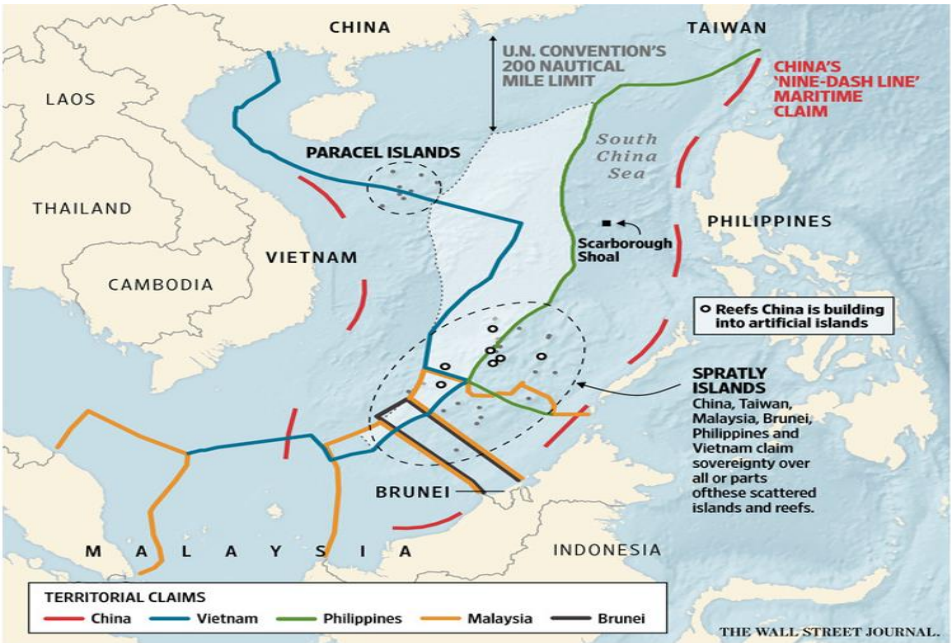 CHINA
TAIWAN
U.N. CONVENTION'S
200 NAUTICAL
MILE LIMIT
CHINA'S
'NINE-DASH LINE'
MARITIME
CLAIM
LAOS
PARACEL ISLANDS
South
China
Sea
THAILAND
PHILIPPINES
Scarborough
Shoal
VIETNAM
CAMBODIA
Reefs China is building
into artificial islands
SPRATLY
ISLANDS
China, Taiwan,
Malaysia, Brunei,
Philippines and
Vietnam claim
sovereignty over
all or parts
ofthese scattered
islands and reefs.
BRUNEI
MALAYSIA
INDONESIA
TERRITORIAL CLAIMS
China Vietnam Philippines Malaysia Brunei
THE WALL STREET JOURNAL.